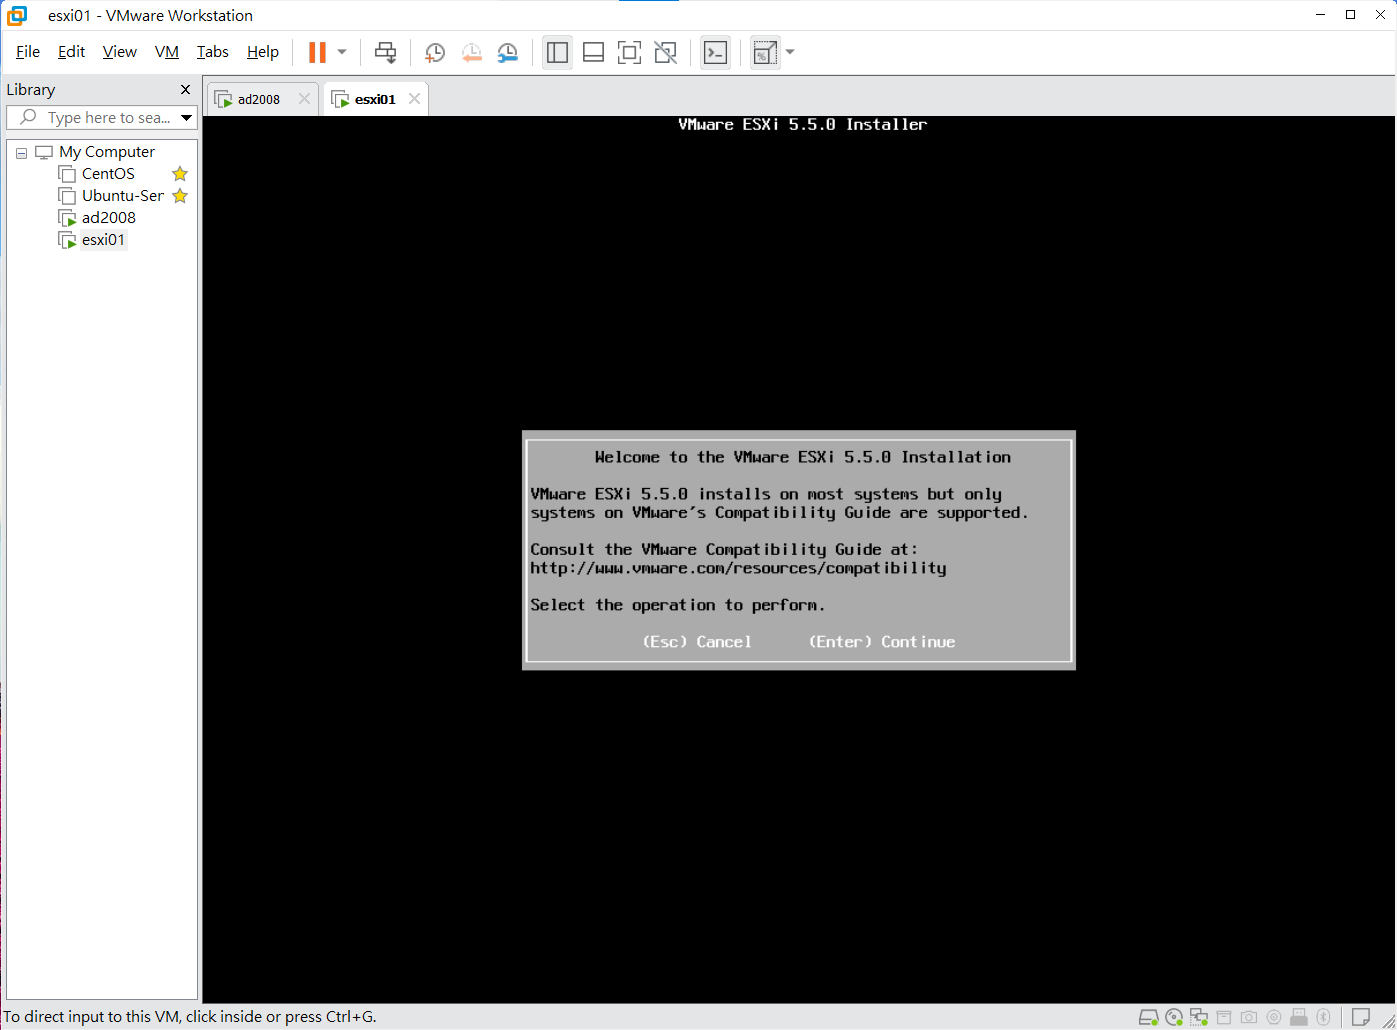 esxi01 - VMware Workstation
File Edit View VM Tabs Help
Library
Type here to sea...
My Computer
CentOS
Ubuntu-Ser
ad2008
esxi01
ad2008
esxi01
VMware ESXi 5.5.0 Installer
Welcome to the VMware ESXi 5.5.0 Installation
VMware ESXi 5.5.0 installs on most systems but only
systems on VMware's Compatibility Guide are supported.
Consult the VMware Compatibility Guide at:
http://www.vmware.com/resources/compatibility
Select the operation to perform.
(Esc) Cancel (Enter) Continue
To direct input to this VM, click inside or press Ctrl+G.